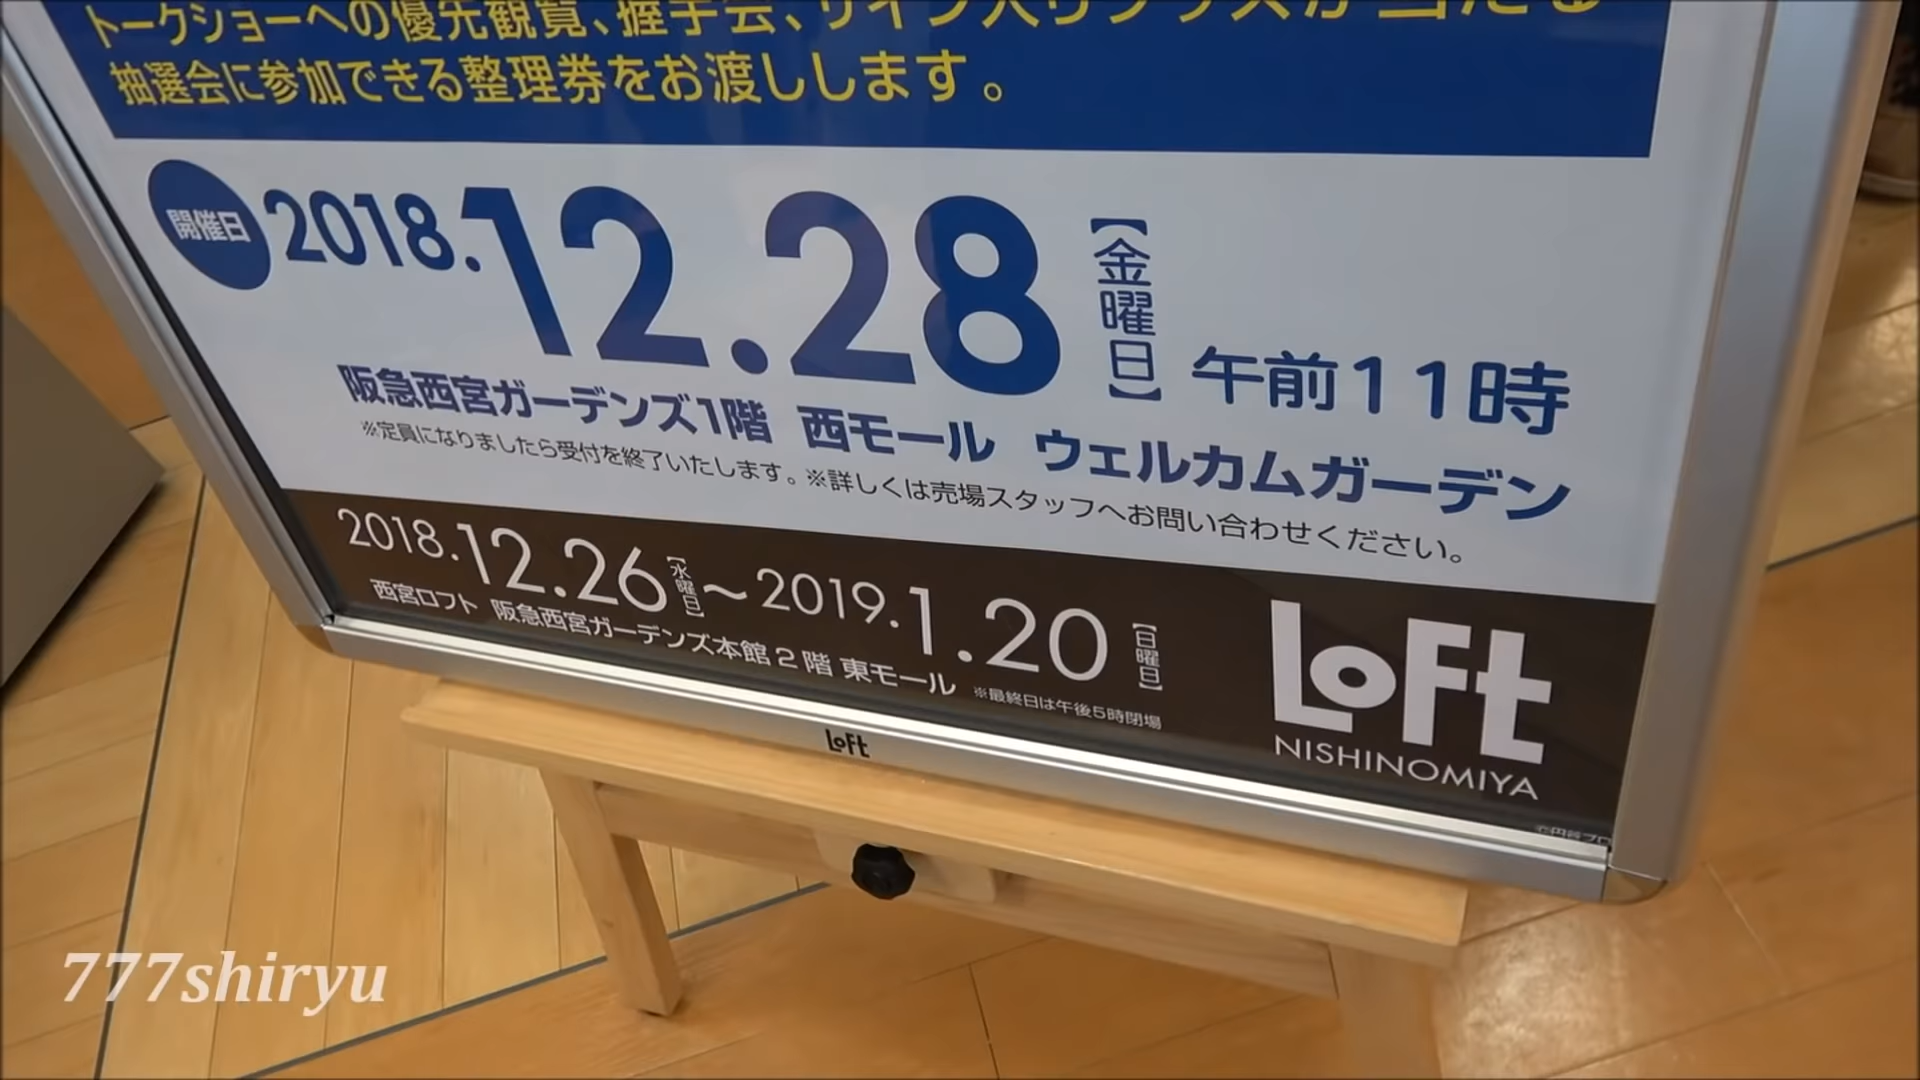 トークショーへの優先観覧、握手会、サイン入りグッズが当たる
抽選会に参加できる整理券をお渡しします。
開催日 2018.12.28【金曜日】午前11時
阪急西宮ガーデンズ1階 西モール ウェルカムガーデン
※定員になりましたら受付を終了いたします。※詳しくは売場スタッフへお問い合わせください。
2018.12.26【水曜日】～2019.1.20【日曜日】
西宮ロフト 阪急西宮ガーデンズ本館2階 東モール ※最終日は午後5時閉場
LoFt
NISHINOMIYA
LoFt
777shiryu